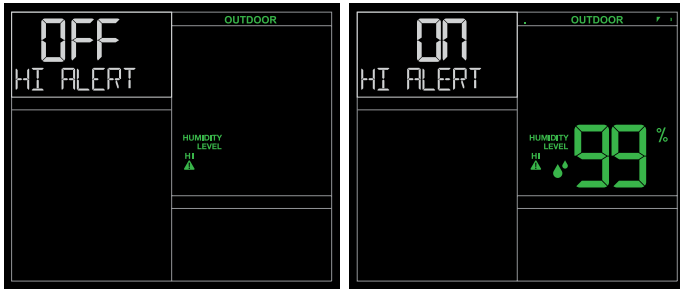 OFF
HI ALERT
OUTDOOR
HUMIDITY
LEVEL
HI
ON
HI ALERT
OUTDOOR
HUMIDITY
LEVEL
HI
99 %